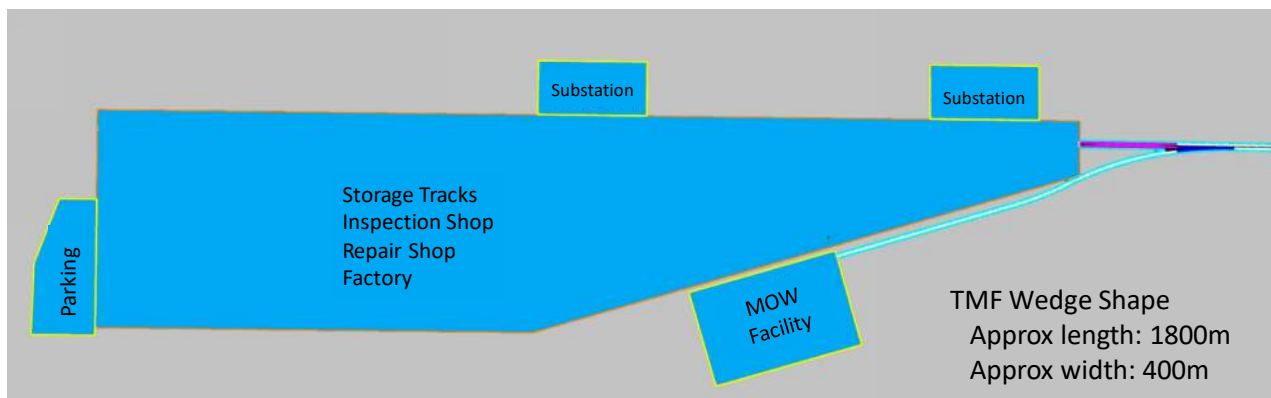 Substation
Substation
Storage Tracks
Inspection Shop
Repair Shop
Factory
Parking
MOW
Facility
TMF Wedge Shape
Approx length: 1800m
Approx width: 400m